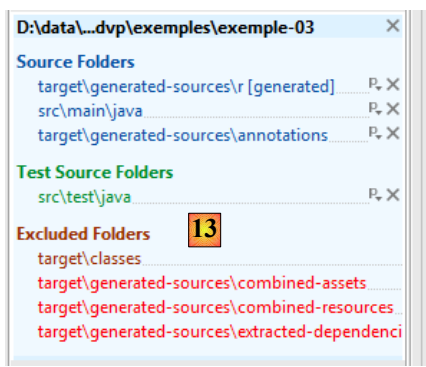 D:\data\...dvp\exemples\exemple-03
Source Folders
target\generated-sources\r [generated]
src\main\java
target\generated-sources\annotations
Test Source Folders
src\test\java
Excluded Folders
13
target\classes
target\generated-sources\combined-assets
target\generated-sources\combined-resources
target\generated-sources\extracted-dependenci